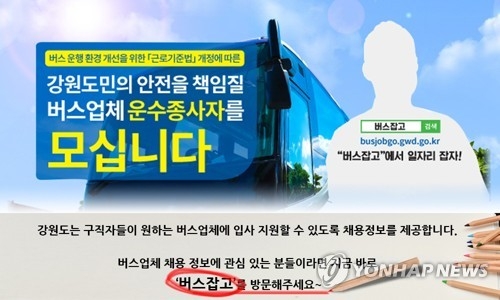 버스 운행 환경 개선을 위한 「근로기준법」 개정에 따른
강원도민의 안전을 책임질
버스업체 운수종사자를
모십니다
버스잡고 검색
busjobgo.gwd.go.kr
“버스잡고”에서 일자리 잡자!
강원도는 구직자들이 원하는 버스업체에 입사 지원할 수 있도록 채용정보를 제공합니다.
버스업체 채용 정보에 관심 있는 분들이라면 지금 바로
‘버스잡고’를 방문해주세요~
YONHAPNEWS